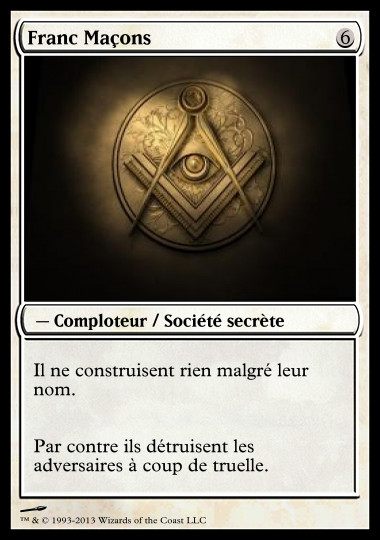 Franc Maçons 6
— Comploteur / Société secrète
Il ne construisent rien malgré leur
nom.
Par contre ils détruisent les
adversaires à coup de truelle.
™ & © 1993-2013 Wizards of the Coast LLC